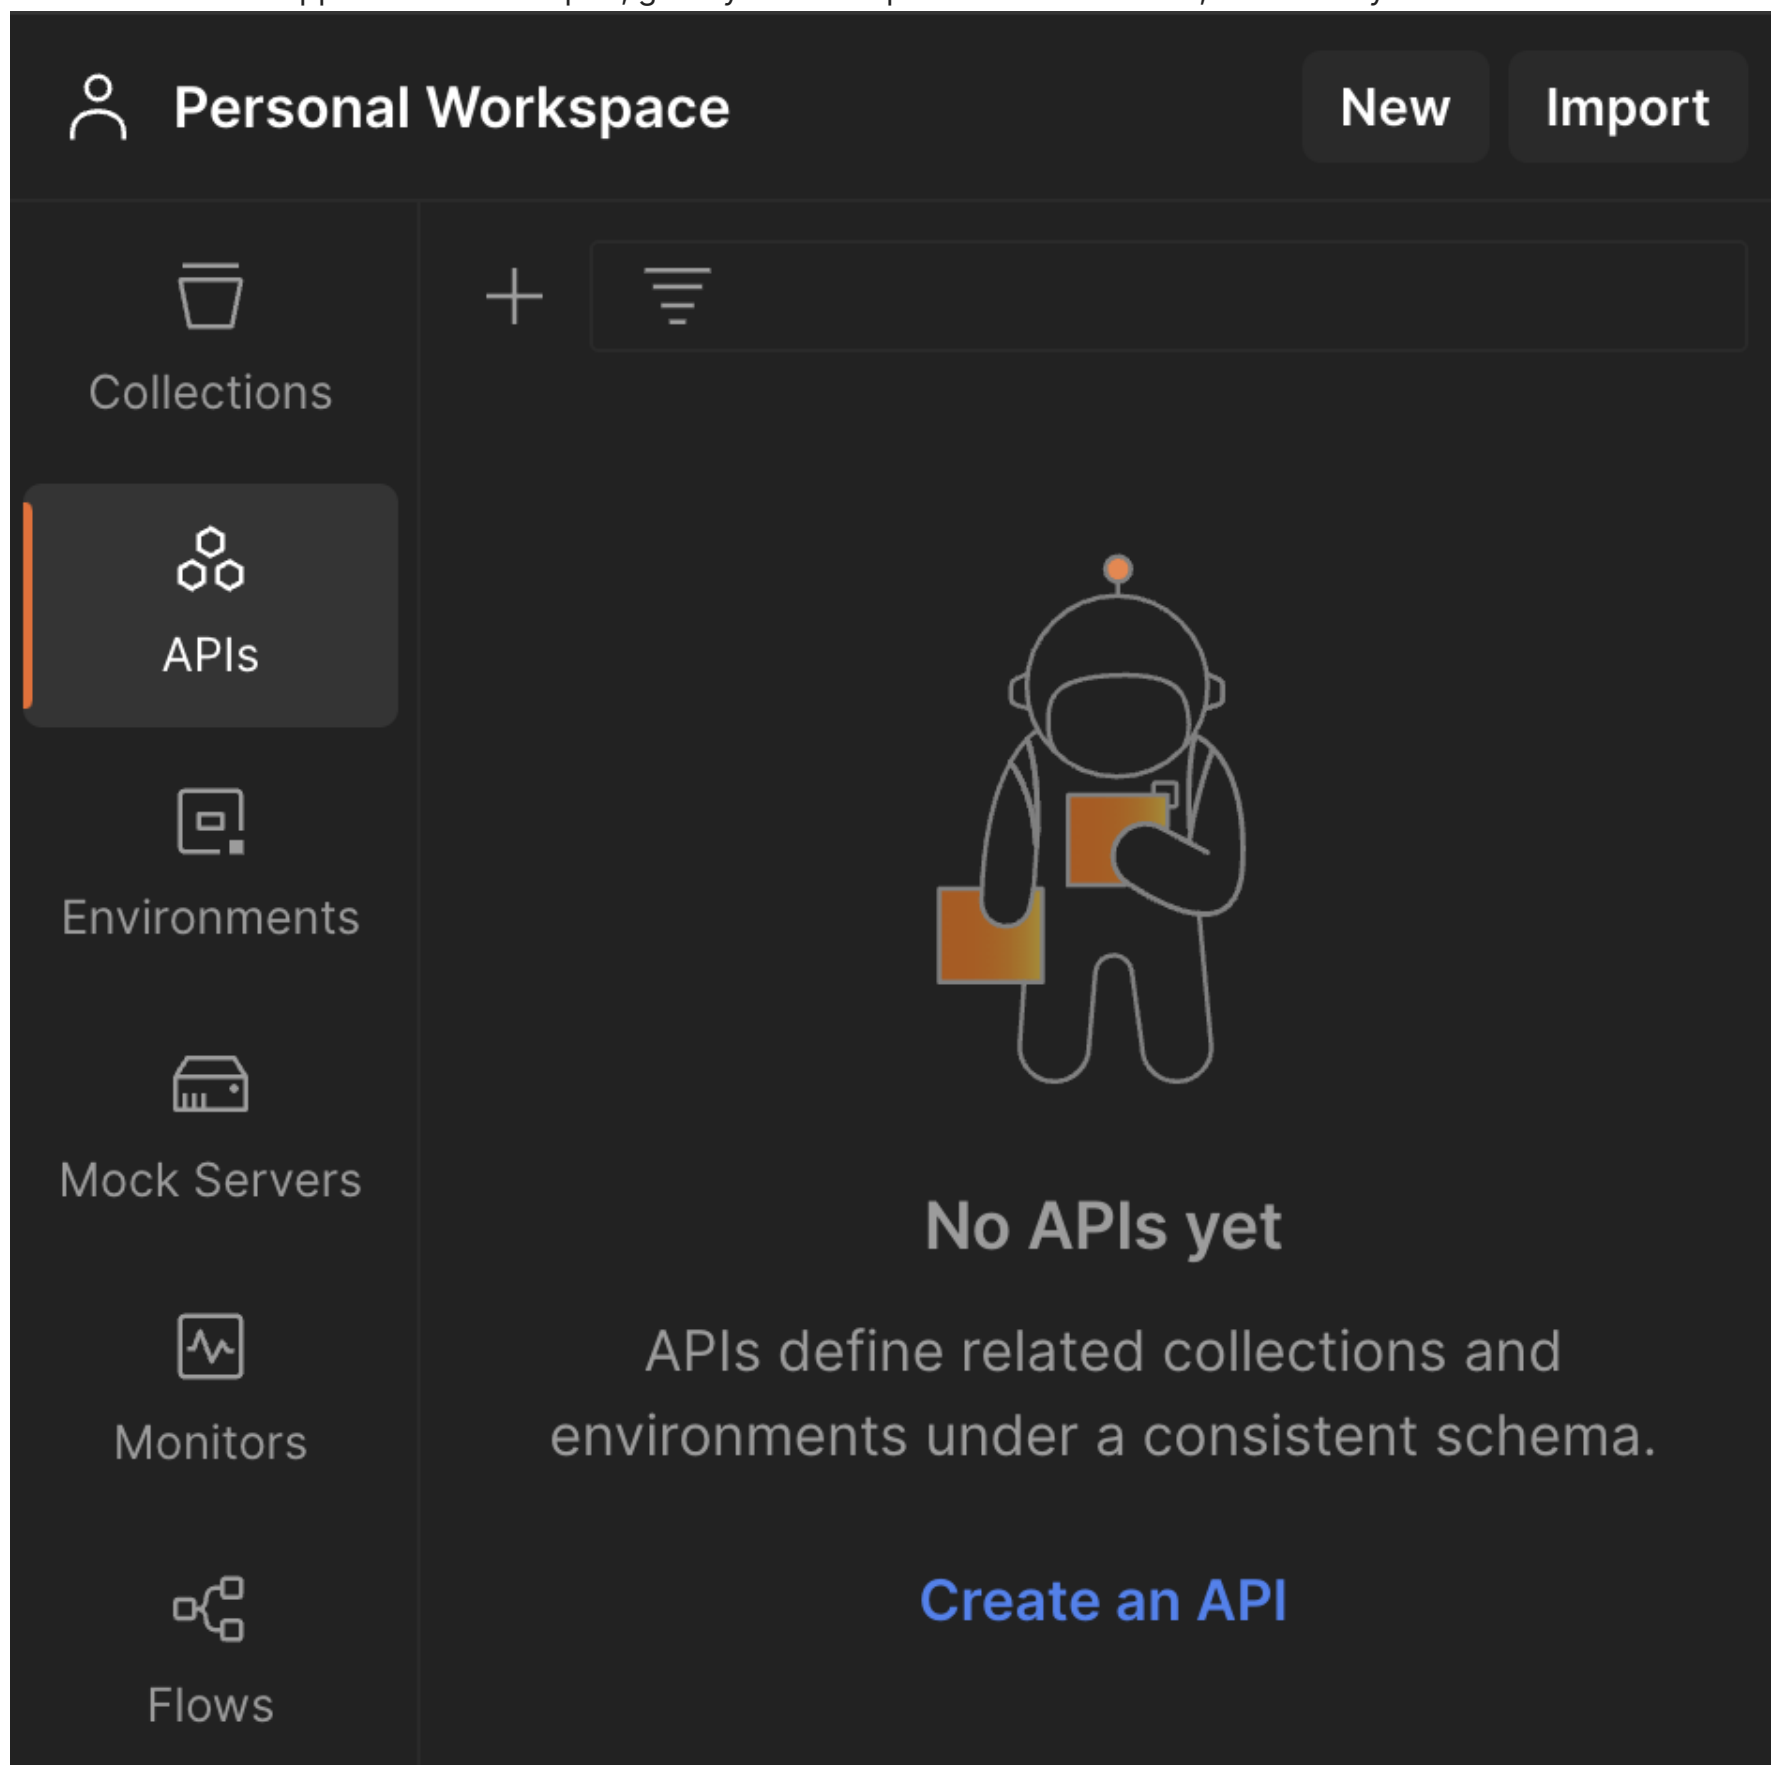 Personal Workspace
New
Import
Collections
APIs
Environments
Mock Servers
Monitors
Flows
No APIs yet
APIs define related collections and
environments under a consistent schema.
Create an API